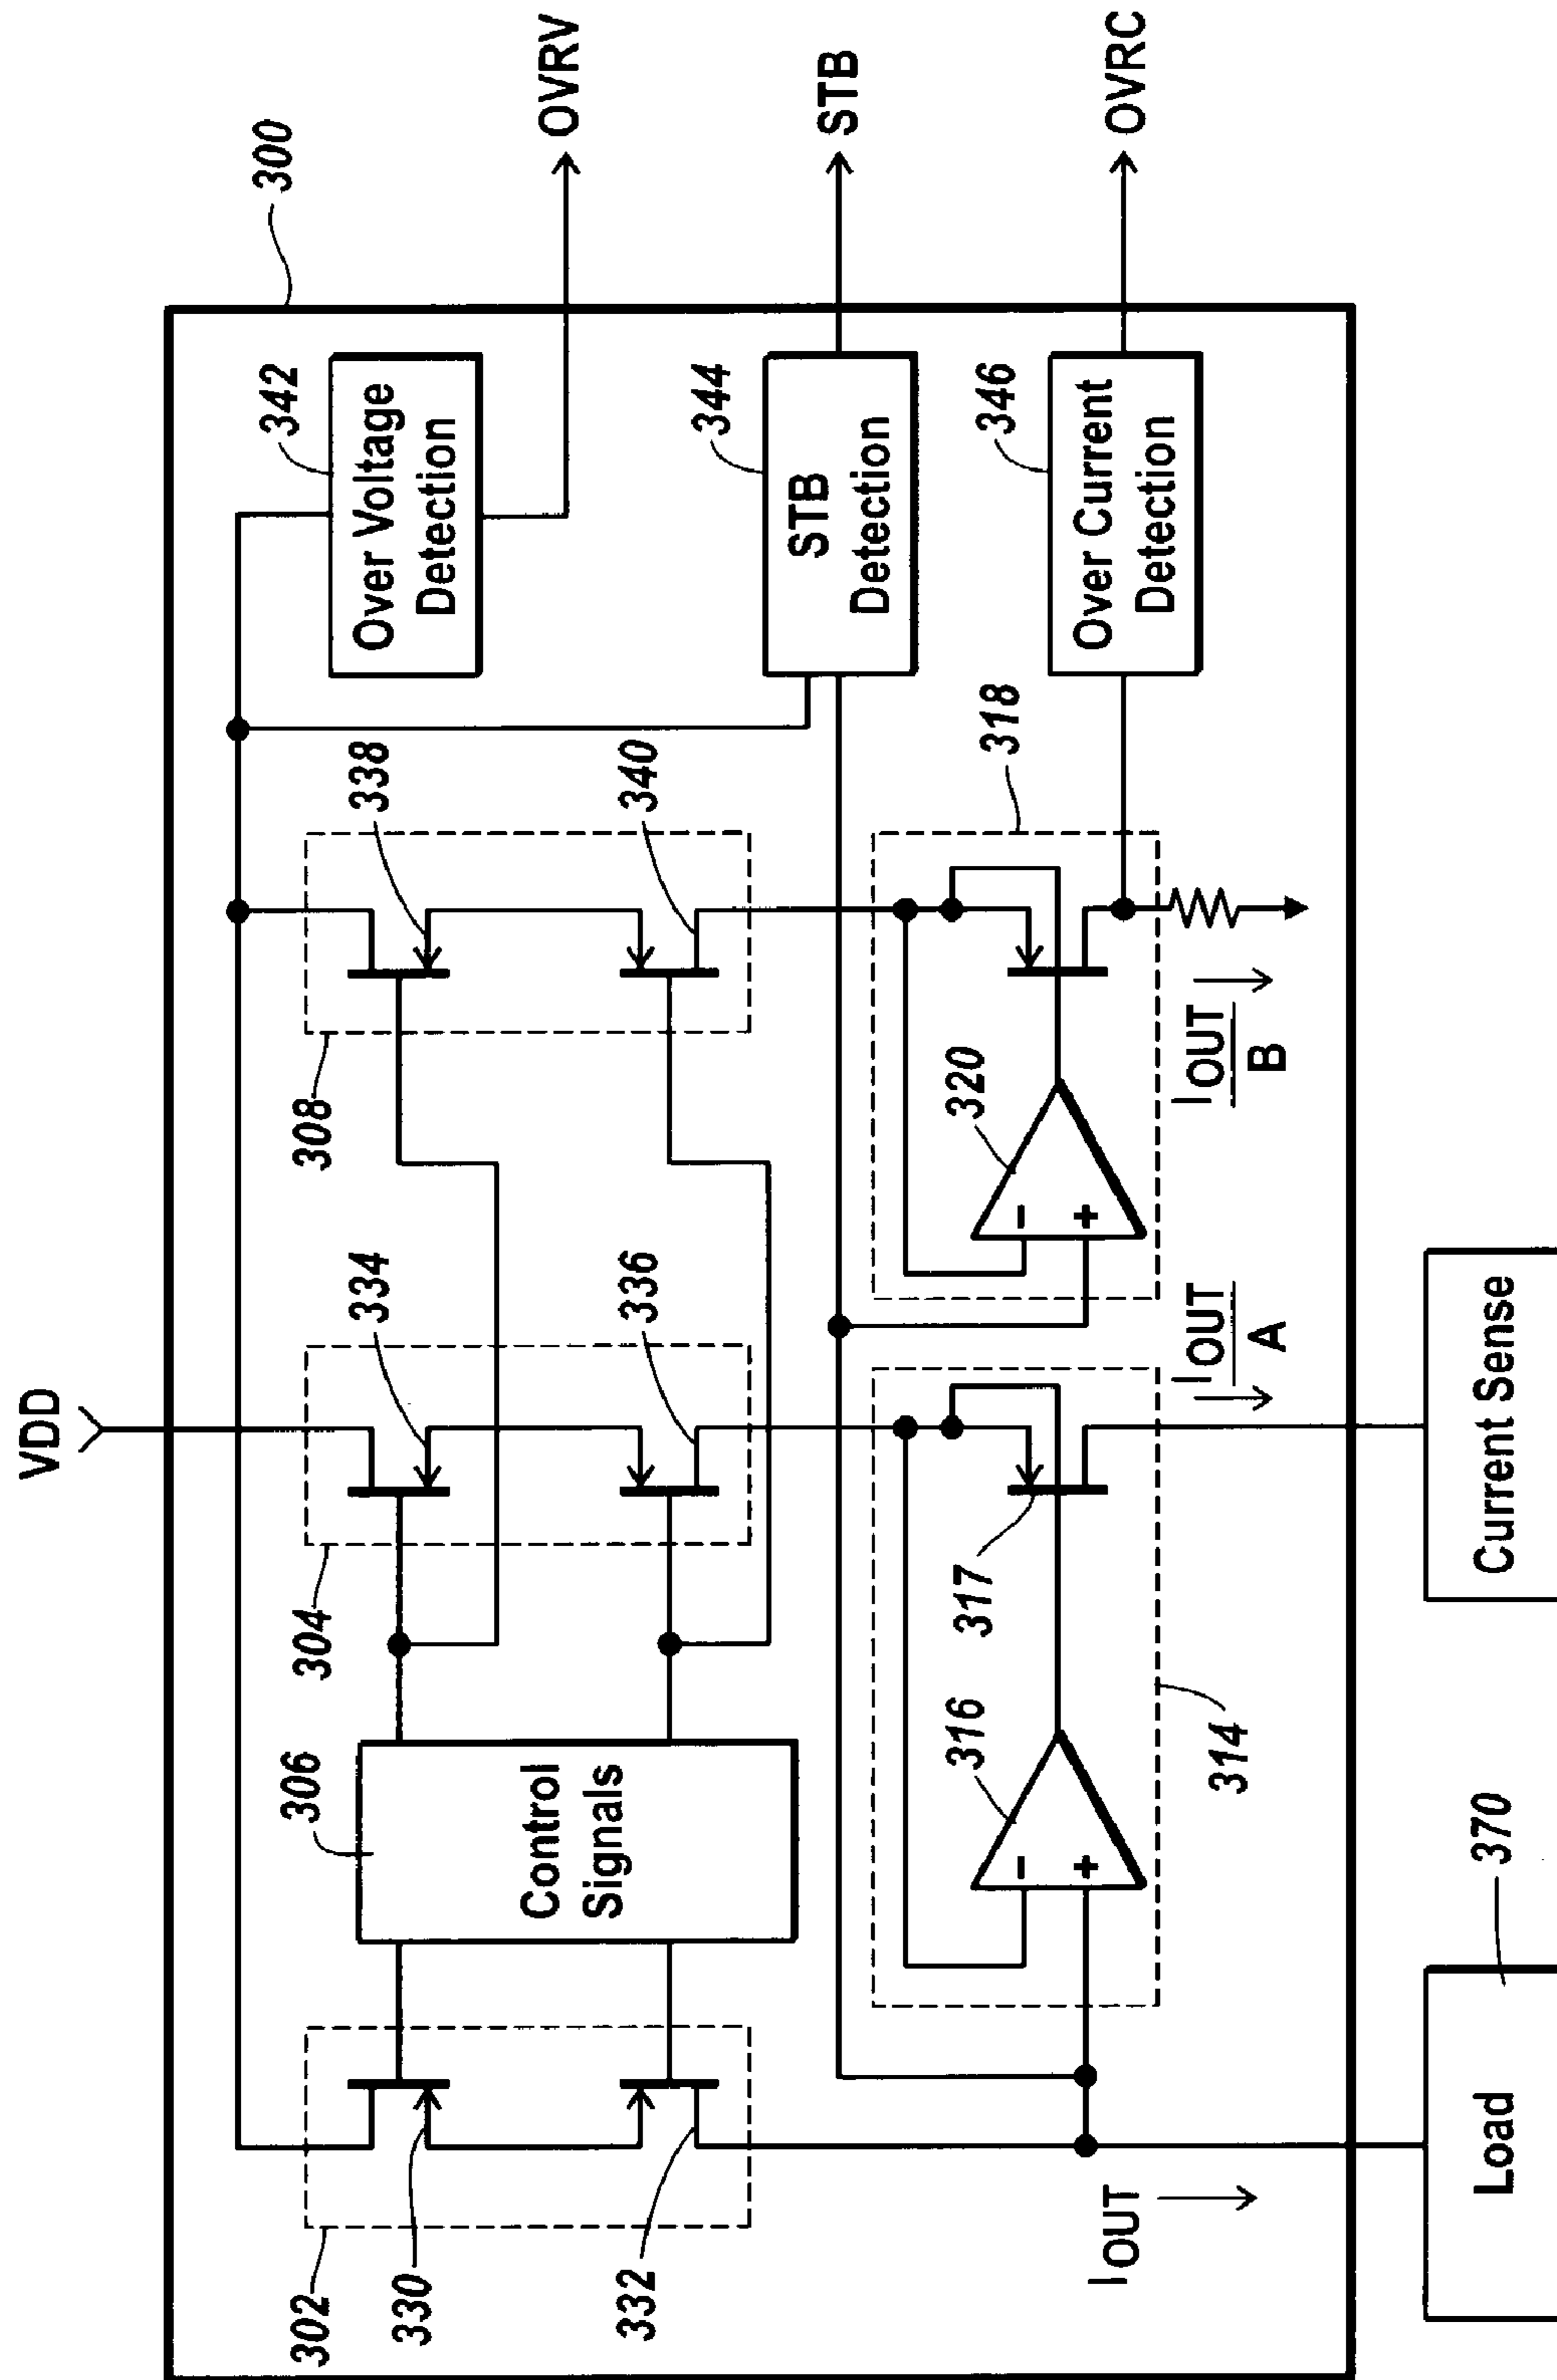 VDD
300
302
330
332
306
Control
Signals
304
334
336
308
338
340
342
Over Voltage
Detection
OVRV
344
STB
Detection
STB
346
Over Current
Detection
OVRC
314
316
-
+
317
318
320
-
+
IOUT
IOUT
A
IOUT
B
Load
370
Current Sense